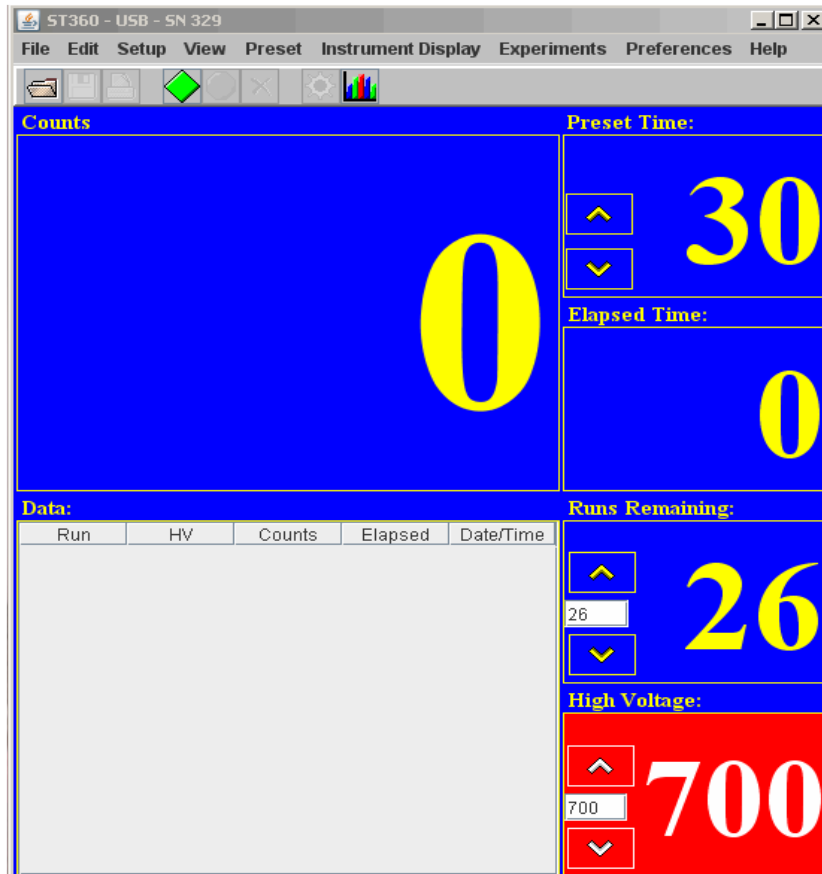 ST360 - USB - SN 329
File Edit Setup View Preset Instrument Display Experiments Preferences Help
Counts
0
Preset Time:
30
Elapsed Time:
0
Data:
Run HV Counts Elapsed Date/Time
Runs Remaining:
26
26
High Voltage:
700
700